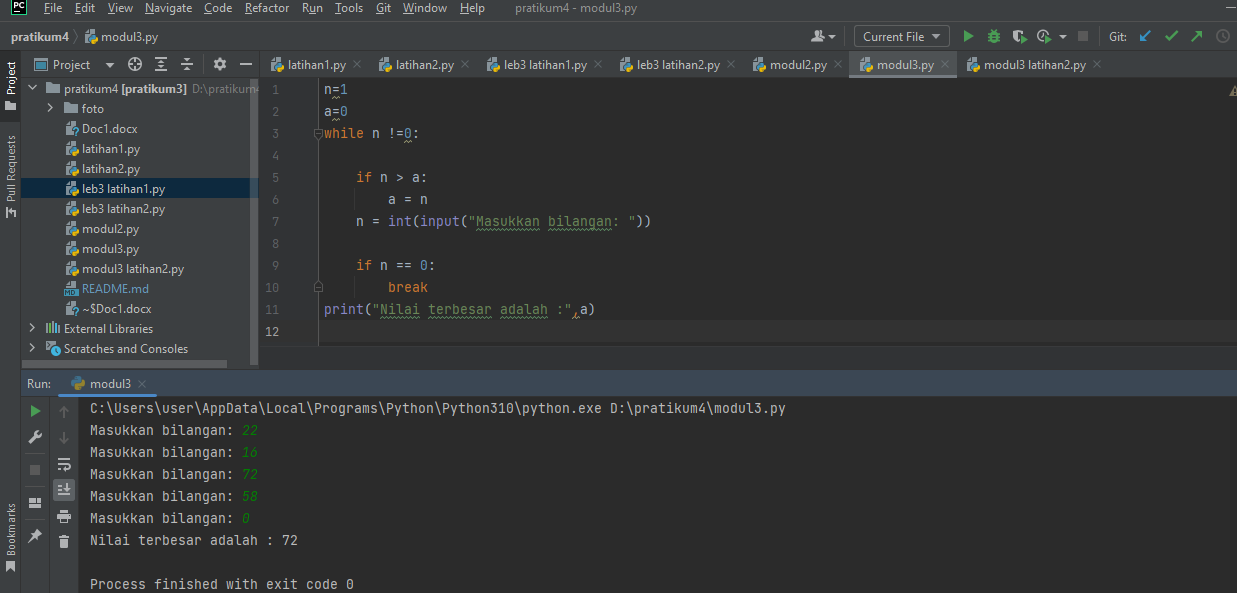 PC File Edit View Navigate Code Refactor Run Tools Git Window Help pratikum4 - modul3.py
pratikum4 modul3.py Current File Git:
Project latihan1.py latihan2.py leb3 latihan1.py leb3 latihan2.py modul2.py modul3.py modul3 latihan2.py
Project
Pull Requests
Bookmarks
pratikum4 [pratikum3] D:\pratikum4
foto
Doc1.docx
latihan1.py
latihan2.py
leb3 latihan1.py
leb3 latihan2.py
modul2.py
modul3.py
modul3 latihan2.py
README.md
~$Doc1.docx
External Libraries
Scratches and Consoles
1 n=1
2 a=0
3 while n !=0:
4
5 if n > a:
6 a = n
7 n = int(input("Masukkan bilangan: "))
8
9 if n == 0:
10 break
11 print("Nilai terbesar adalah :",a)
12
Run: modul3
C:\Users\user\AppData\Local\Programs\Python\Python310\python.exe D:\pratikum4\modul3.py
Masukkan bilangan: 22
Masukkan bilangan: 16
Masukkan bilangan: 72
Masukkan bilangan: 58
Masukkan bilangan: 0
Nilai terbesar adalah : 72
Process finished with exit code 0